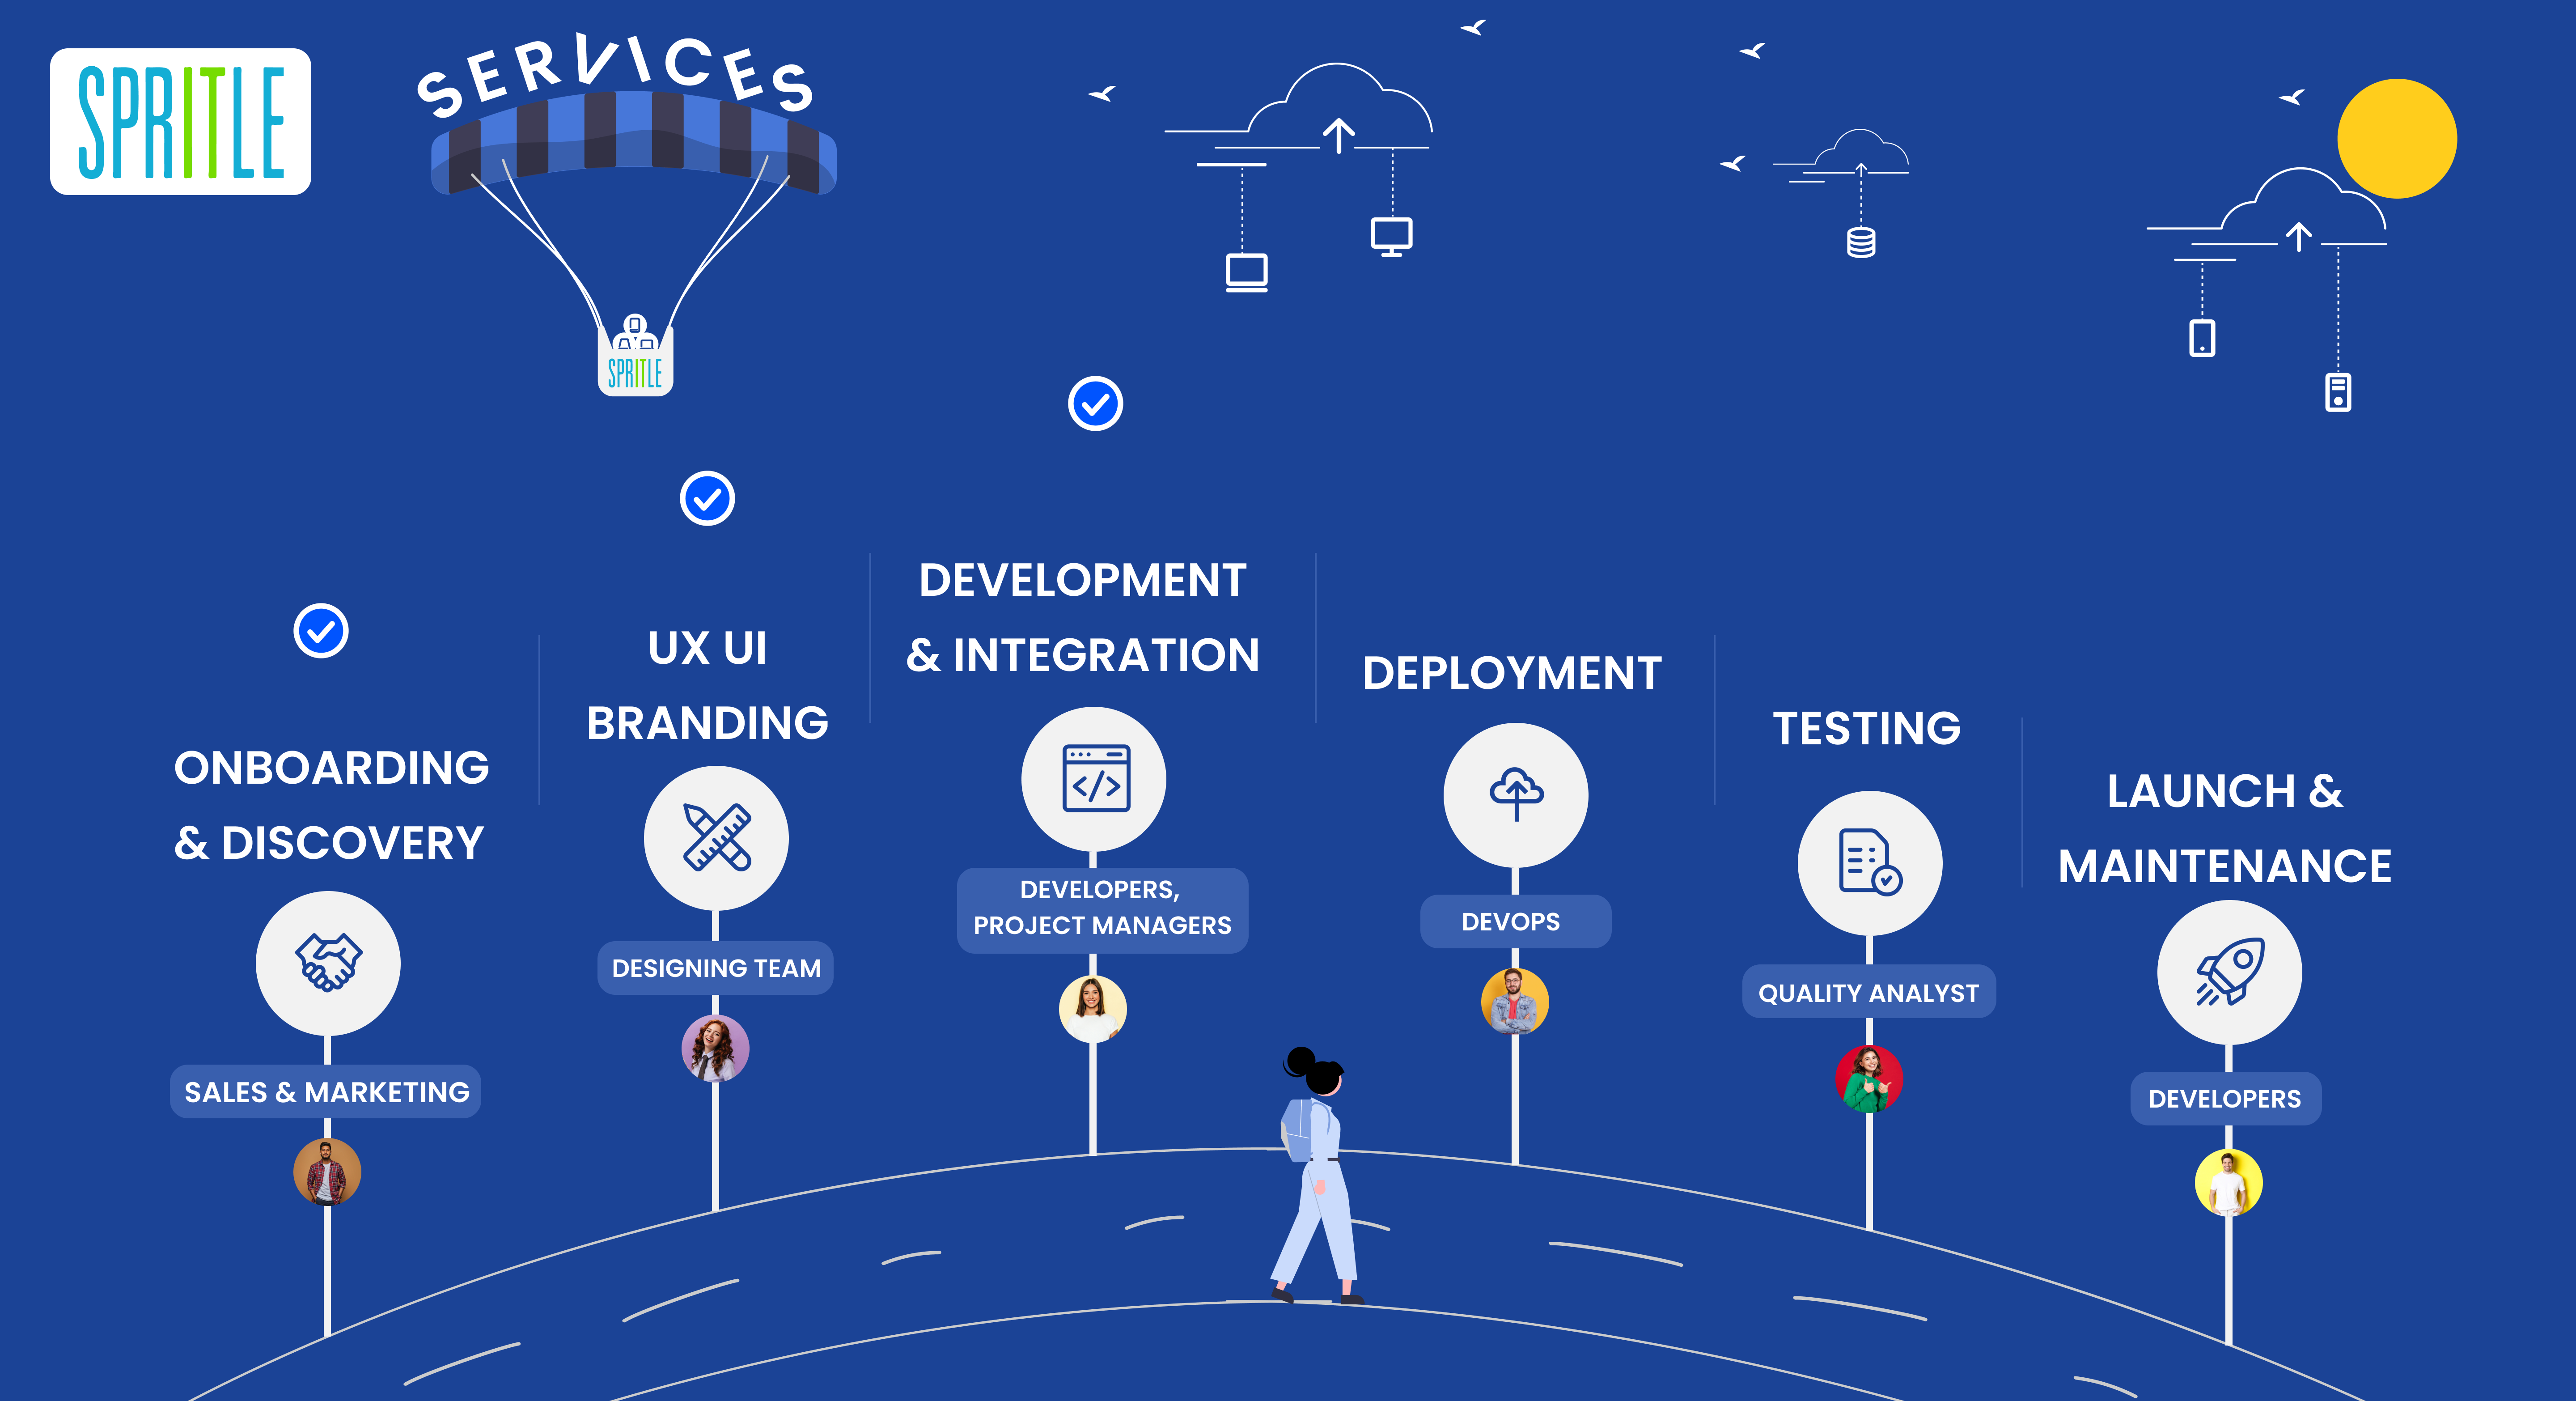 SPRITLE
SERVICES
SPRITLE
ONBOARDING
& DISCOVERY
SALES & MARKETING
UX UI
BRANDING
DESIGNING TEAM
DEVELOPMENT
& INTEGRATION
DEVELOPERS,
PROJECT MANAGERS
DEPLOYMENT
DEVOPS
TESTING
QUALITY ANALYST
LAUNCH &
MAINTENANCE
DEVELOPERS